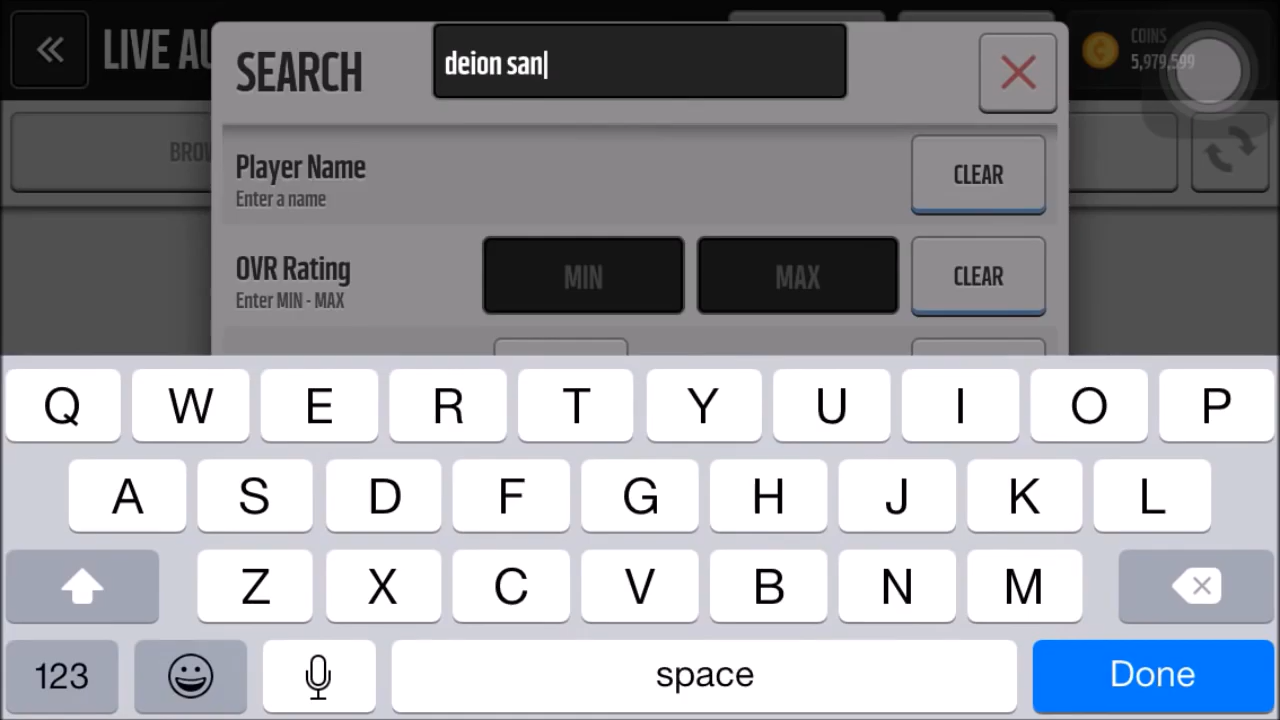 LIVE AU
SEARCH
deion san
COINS
5,979,599
BROW
Player Name
Enter a name
CLEAR
OVR Rating
Enter MIN - MAX
MIN
MAX
CLEAR
Q W E R T Y U I O P
A S D F G H J K L
Z X C V B N M
123
space
Done